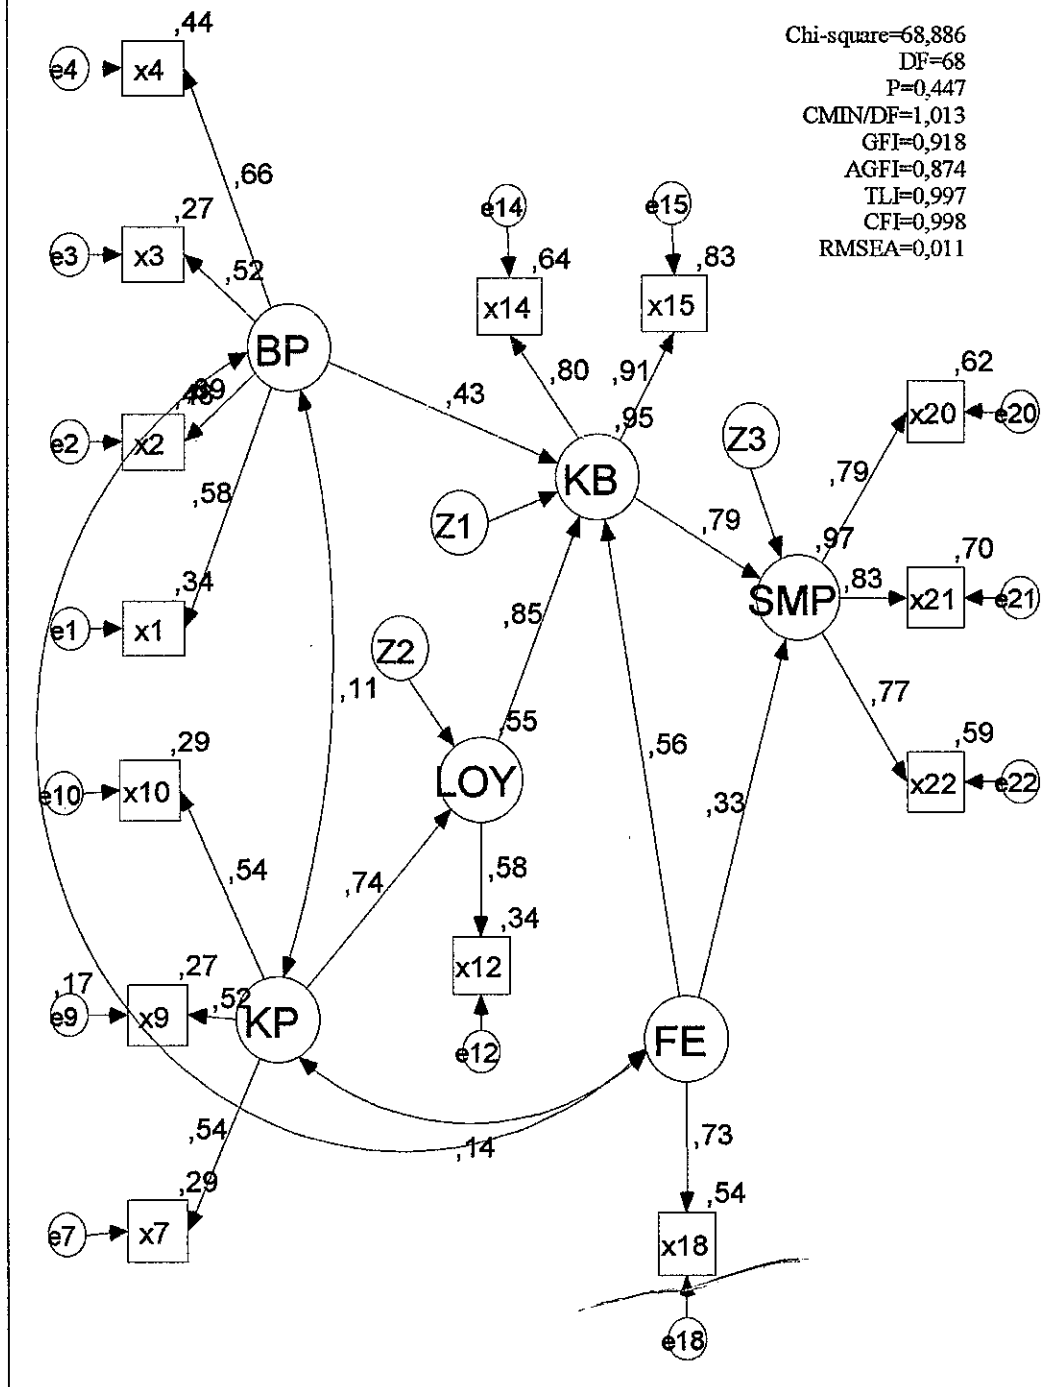 Chi-square=68,886
DF=68
P=0,447
CMIN/DF=1,013
GFI=0,918
AGFI=0,874
TLI=0,997
CFI=0,998
RMSEA=0,011
,44
e4
x4
,66
,27
e3
x3
,52
BP
e2
x2
,58
,34
e1
x1
,43
e14
e15
,64
,83
x14
x15
,80
,91
,95
KB
Z1
Z3
,62
x20
e20
,79
,79
,97
,70
SMP
,83
x21
e21
,77
,59
x22
e22
,85
Z2
,11
,55
LOY
,56
,33
,29
e10
x10
,54
,74
,58
,34
x12
e12
,17
,27
e9
x9
,52
KP
FE
,54
,14
,29
e7
x7
,73
,54
x18
e18